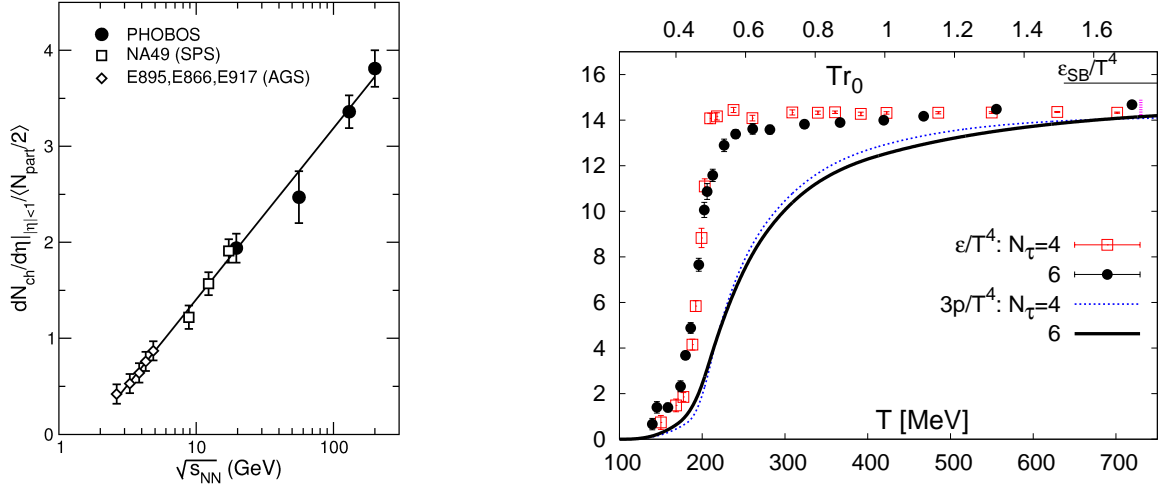 PHOBOS
NA49 (SPS)
E895,E866,E917 (AGS)
4
3
2
1
0
dN_ch/dη|_|η|<1/⟨N_part/2⟩
1 10 100
√s_NN (GeV)
0.4 0.6 0.8 1 1.2 1.4 1.6
Tr_0
ε_SB/T^4
16
14
12
10
8
6
4
2
0
ε/T^4: N_τ=4
6
3p/T^4: N_τ=4
6
T [MeV]
100 200 300 400 500 600 700